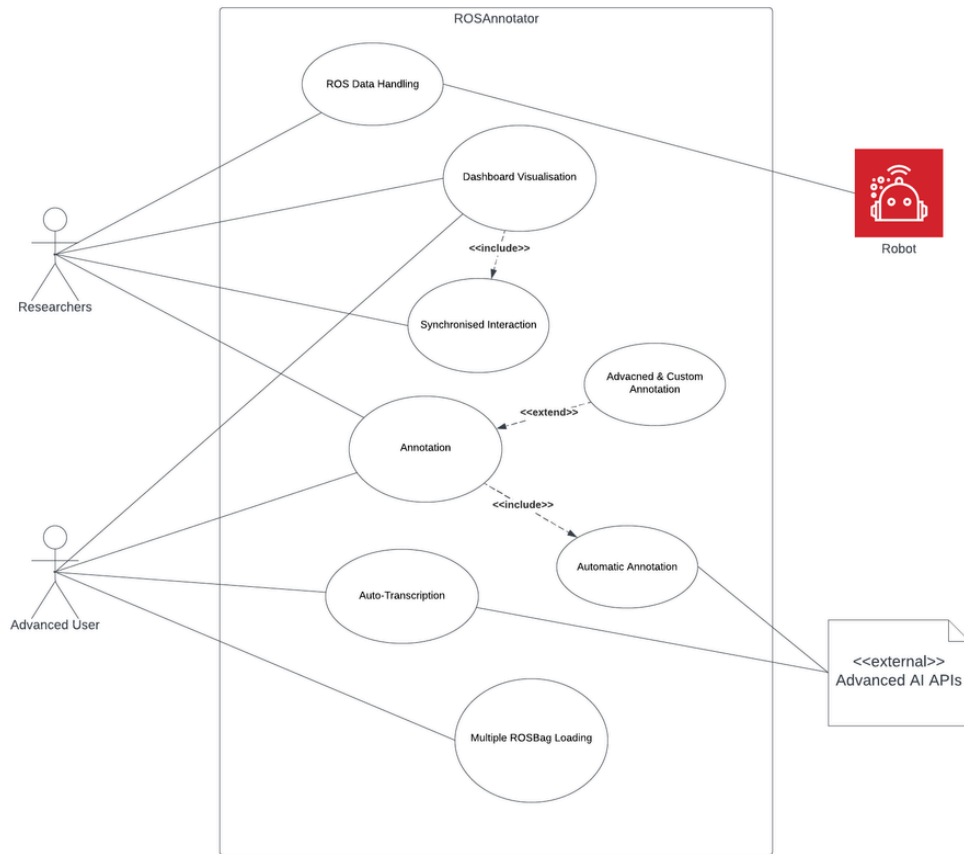 ROSAnnotator
ROS Data Handling
Dashboard Visualisation
<<include>>
Robot
Researchers
Synchronised Interaction
Advacned & Custom
Annotation
<<extend>>
Annotation
<<include>>
Automatic Annotation
Auto-Transcription
Advanced User
<<external>>
Advanced AI APIs
Multiple ROSBag Loading